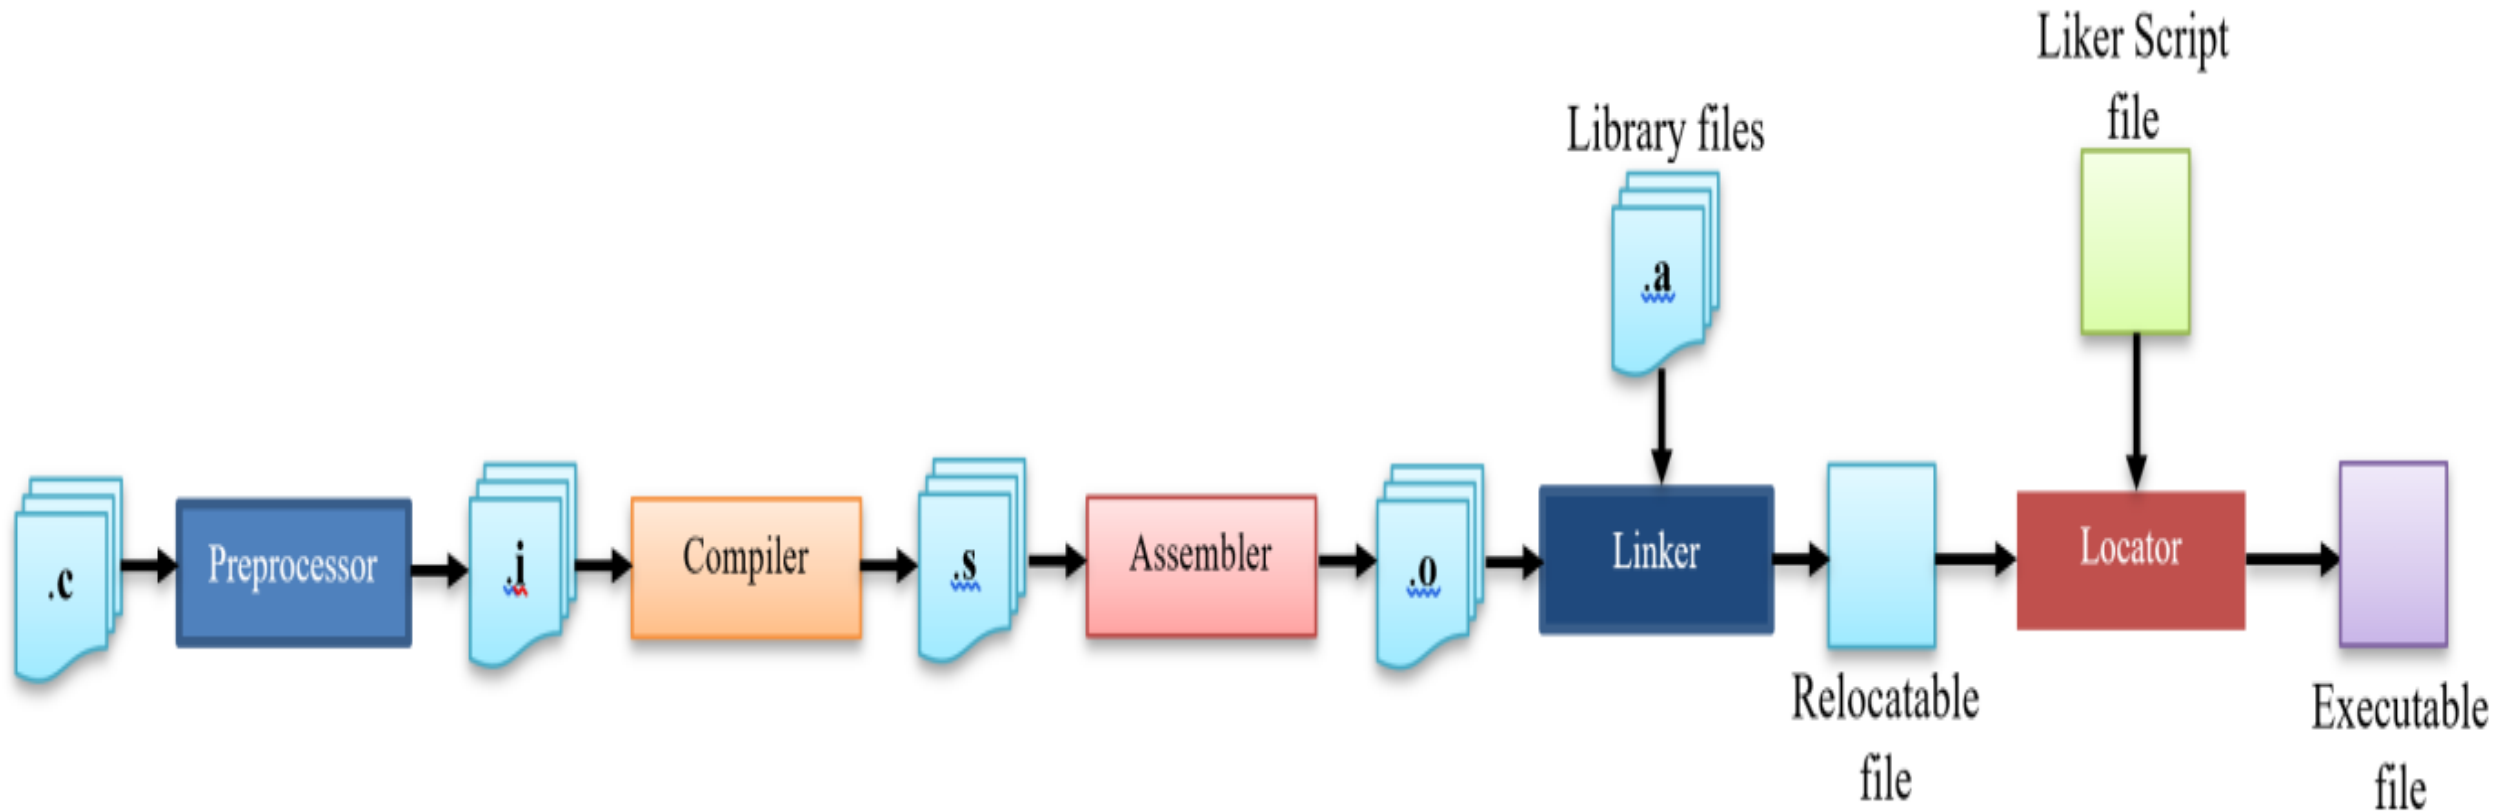 Liker Script
file
Library files
.a
.c
Preprocessor
.i
Compiler
.s
Assembler
.o
Linker
Locator
Relocatable
file
Executable
file